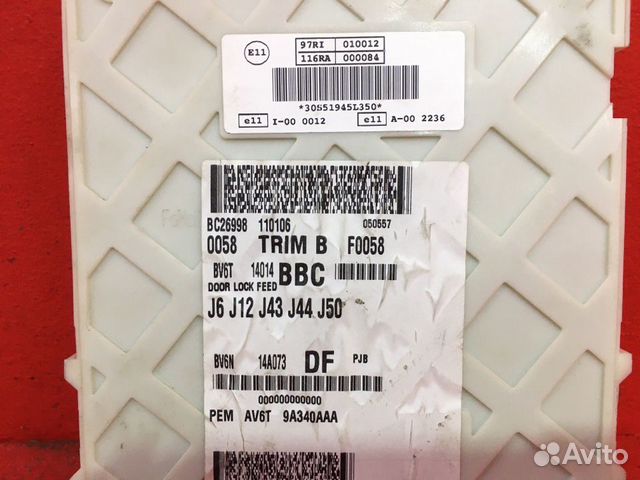 E11 97RI 010012
116RA 000084
*30S51945L350*
e11 I-00 0012 e11 A-00 2236
BC26998 110106 050557
0058 TRIM B F0058
BV6T 14014 BBC
DOOR LOCK FEED
J6 J12 J43 J44 J50
BV6N 14A073 DF PJB
000000000000
PEM AV6T 9A340AAA
Avito